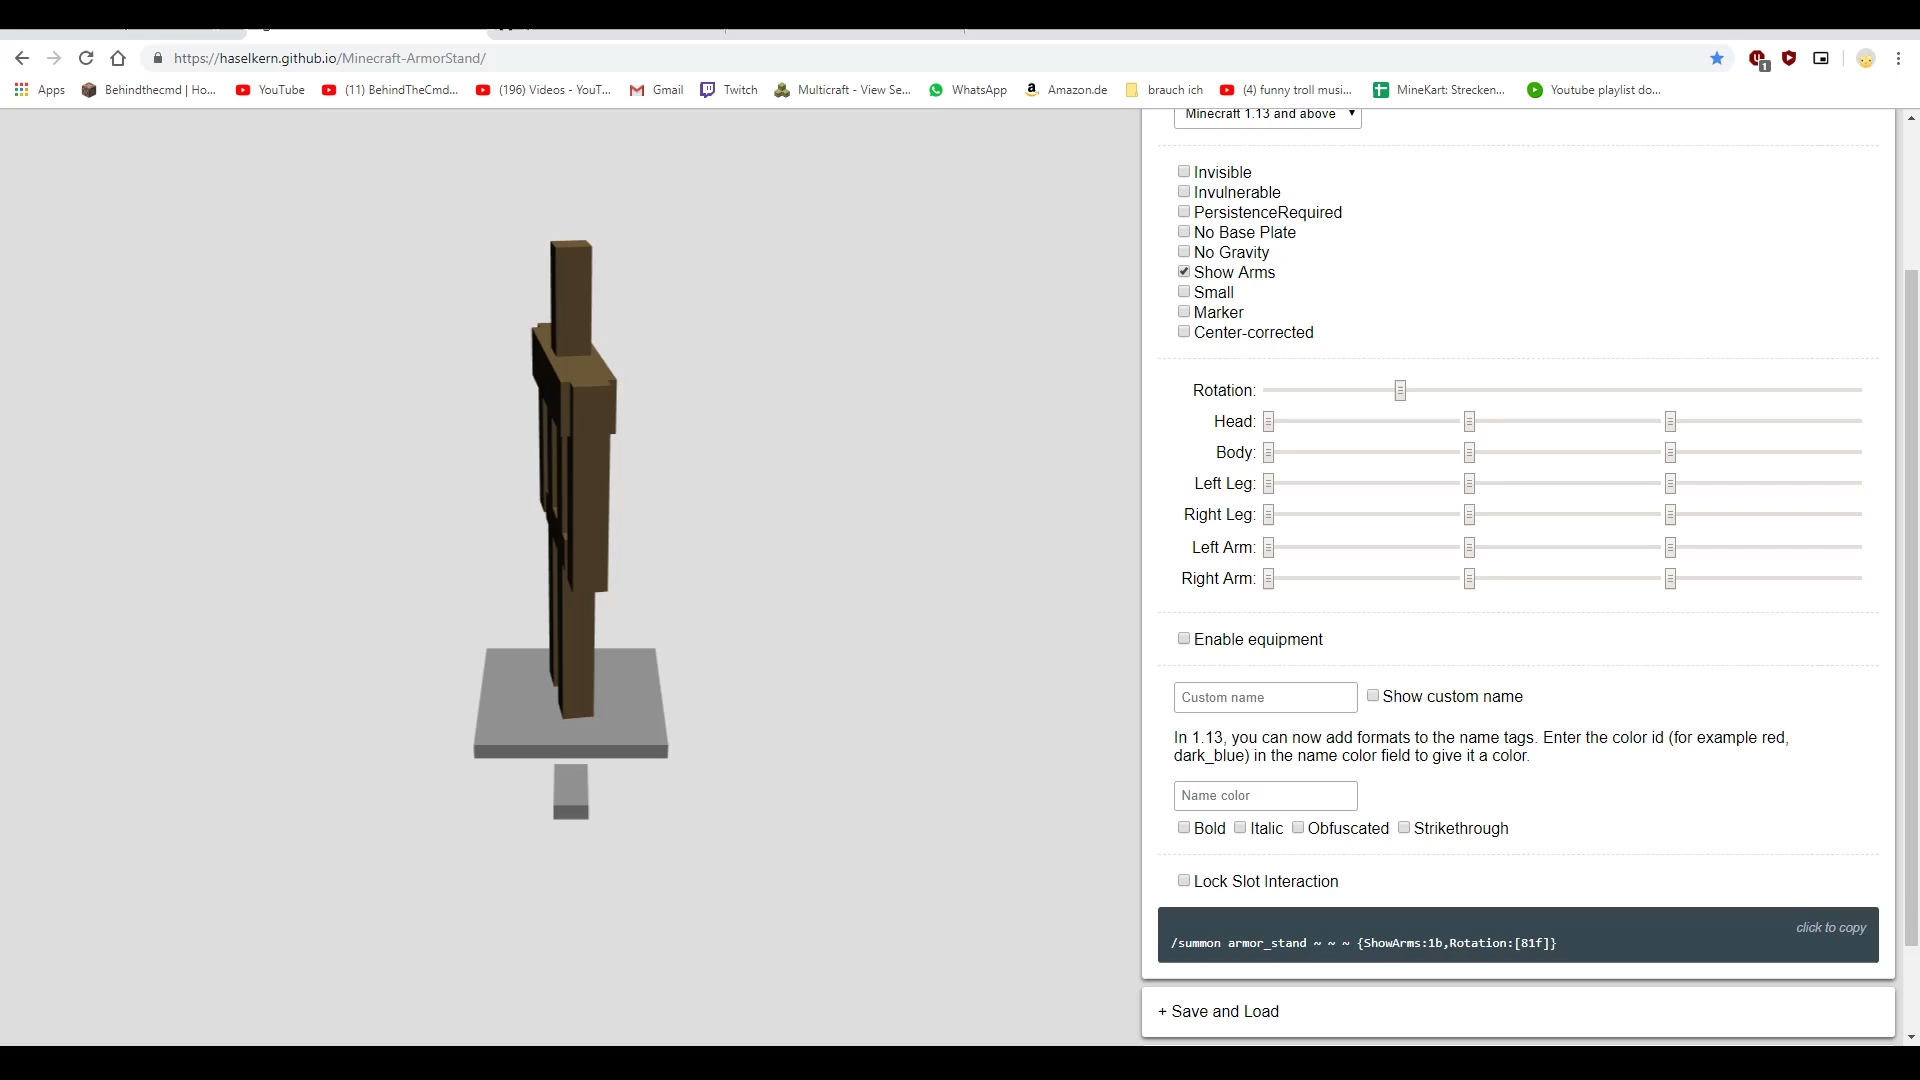 https://haselkern.github.io/Minecraft-ArmorStand/
1
Apps
Behindthecmd | Ho...
YouTube
(11) BehindTheCmd...
(196) Videos - YouT...
Gmail
Twitch
Multicraft - View Se...
WhatsApp
Amazon.de
brauch ich
(4) funny troll musi...
MineKart: Strecken...
Youtube playlist do...
Minecraft 1.13 and above
Invisible
Invulnerable
PersistenceRequired
No Base Plate
No Gravity
Show Arms
Small
Marker
Center-corrected
Rotation:
Head:
Body:
Left Leg:
Right Leg:
Left Arm:
Right Arm:
Enable equipment
Custom name Show custom name
In 1.13, you can now add formats to the name tags. Enter the color id (for example red,
dark_blue) in the name color field to give it a color.
Name color
Bold Italic Obfuscated Strikethrough
Lock Slot Interaction
click to copy
/summon armor_stand ~ ~ ~ {ShowArms:1b,Rotation:[81f]}
+ Save and Load